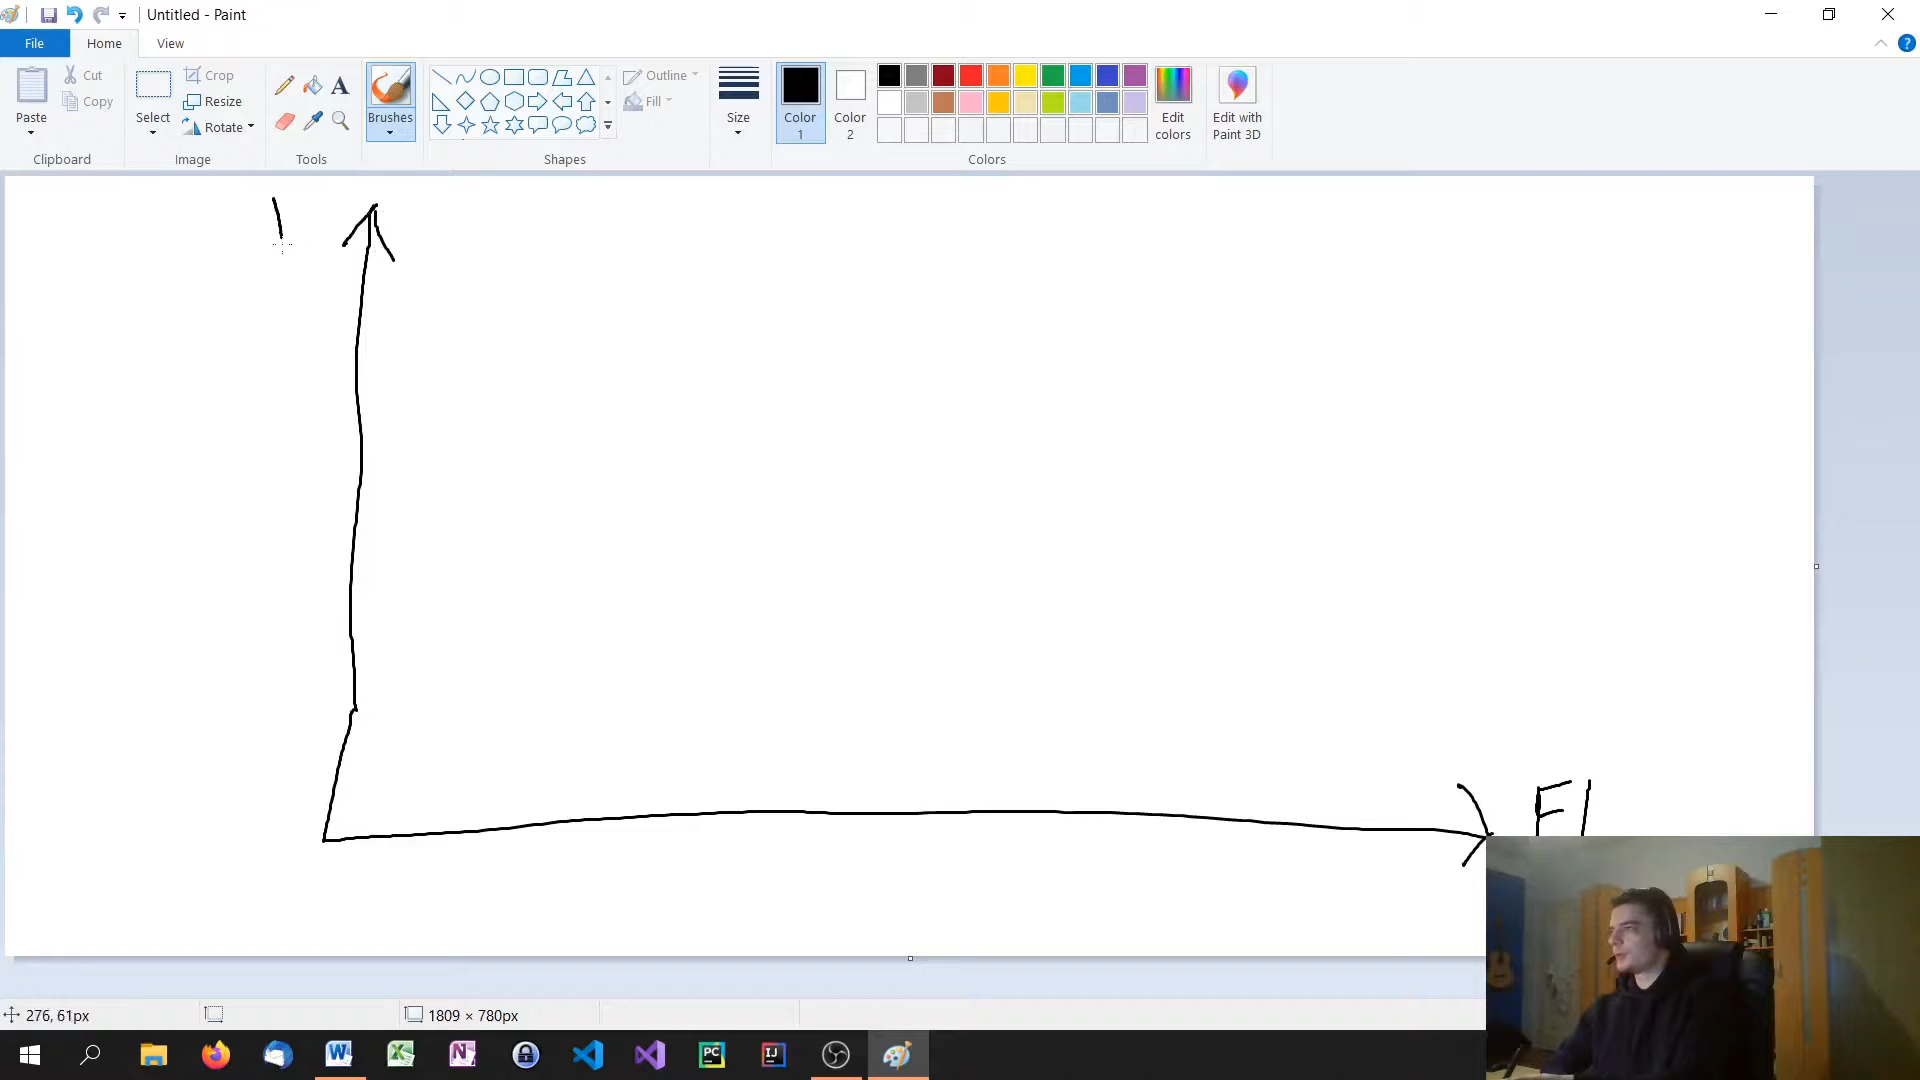 Untitled - Paint
File Home View
Cut
Copy
Paste
Clipboard
Select
Crop
Resize
Rotate
Image
A
Tools
Brushes
Shapes
Outline
Fill
Size
Color 1
Color 2
Colors
Edit colors
Edit with Paint 3D
276, 61px
1809 × 780px